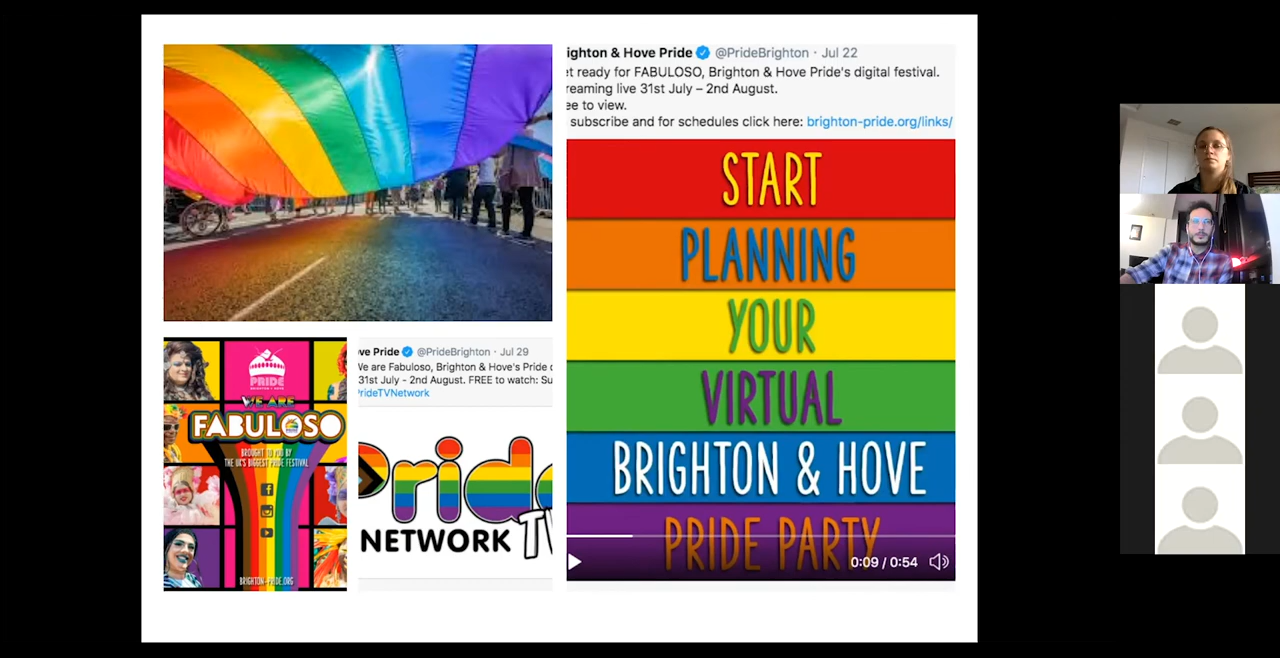 ighton & Hove Pride @PrideBrighton · Jul 22
et ready for FABULOSO, Brighton & Hove Pride's digital festival.
reaming live 31st July – 2nd August.
ee to view.
subscribe and for schedules click here: brighton-pride.org/links/
START
PLANNING
YOUR
VIRTUAL
BRIGHTON & HOVE
PRIDE PARTY
0:09 / 0:54
PRIDE
BRIGHTON & HOVE
WE ARE
FABULOSO
BROUGHT TO YOU BY
THE UK'S BIGGEST PRIDE FESTIVAL
BRIGHTON-PRIDE.ORG
ve Pride @PrideBrighton · Jul 29
We are Fabuloso, Brighton & Hove's Pride
31st July - 2nd August. FREE to watch: Su
PrideTVNetwork
Pride
NETWORK TV